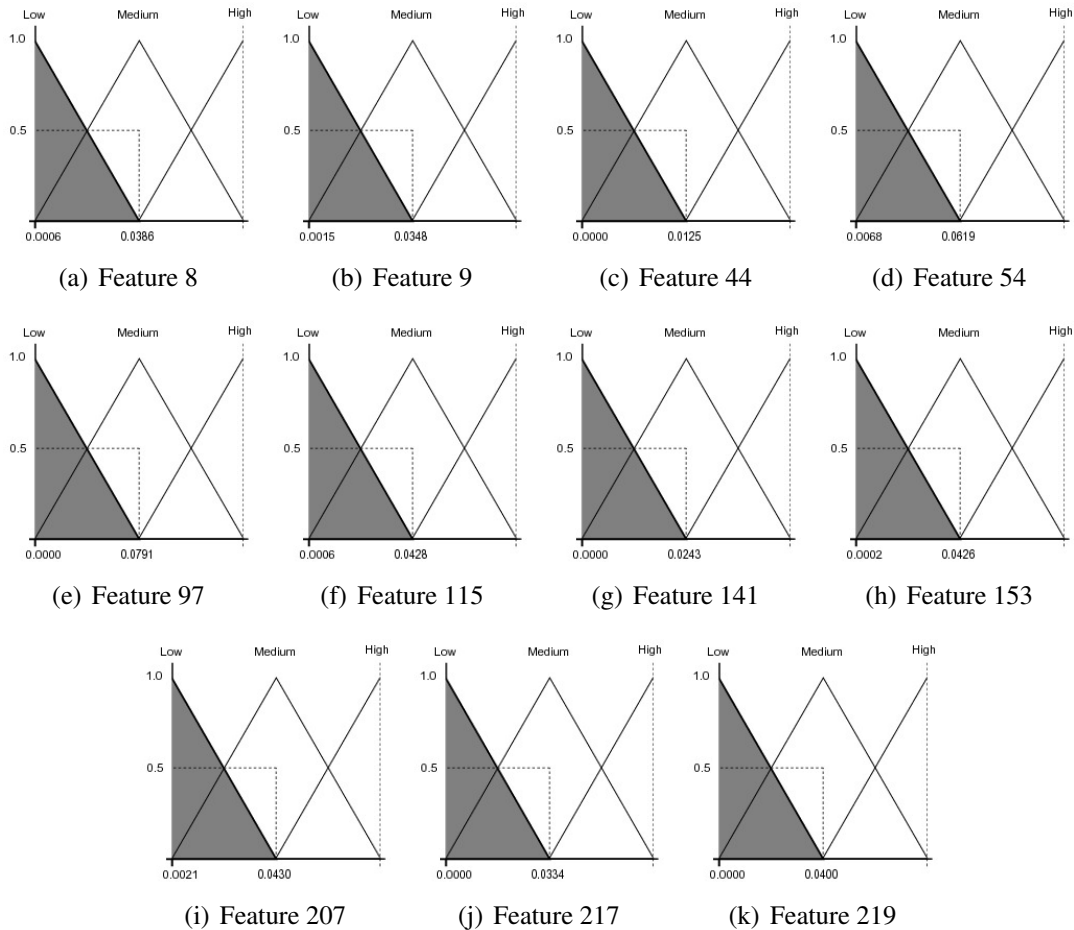 Low Medium High Low Medium High Low Medium High Low Medium High
1.0 1.0 1.0 1.0
0.5 0.5 0.5 0.5
0.0006 0.0386 0.0015 0.0348 0.0000 0.0125 0.0068 0.0619
(a) Feature 8 (b) Feature 9 (c) Feature 44 (d) Feature 54
Low Medium High Low Medium High Low Medium High Low Medium High
1.0 1.0 1.0 1.0
0.5 0.5 0.5 0.5
0.0000 0.0791 0.0006 0.0428 0.0000 0.0243 0.0002 0.0426
(e) Feature 97 (f) Feature 115 (g) Feature 141 (h) Feature 153
Low Medium High Low Medium High Low Medium High
1.0 1.0 1.0
0.5 0.5 0.5
0.0021 0.0430 0.0000 0.0334 0.0000 0.0400
(i) Feature 207 (j) Feature 217 (k) Feature 219